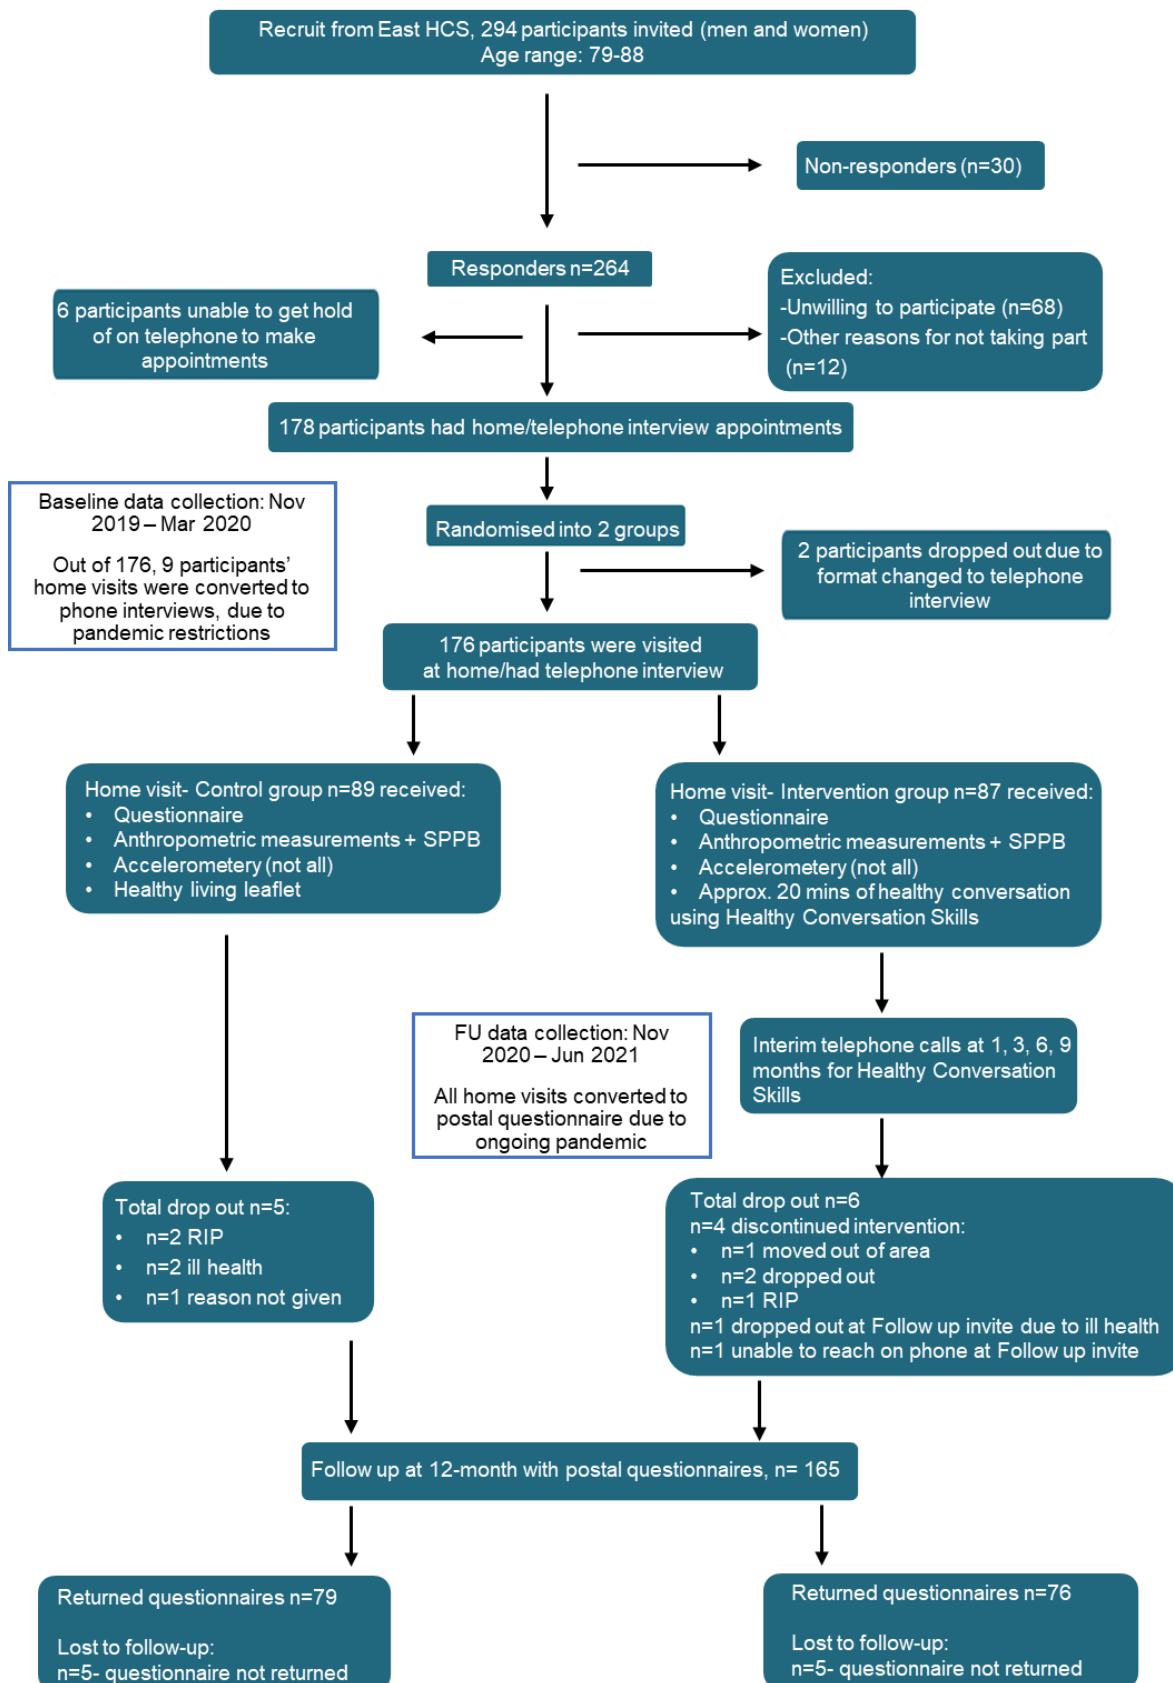 Recruit from East HCS, 294 participants invited (men and women)
Age range: 79-88
Non-responders (n=30)
Responders n=264
6 participants unable to get hold
of on telephone to make
appointments
Excluded:
-Unwilling to participate (n=68)
-Other reasons for not taking part
(n=12)
178 participants had home/telephone interview appointments
Baseline data collection: Nov
2019 – Mar 2020
Out of 176, 9 participants’
home visits were converted to
phone interviews, due to
pandemic restrictions
Randomised into 2 groups
2 participants dropped out due to
format changed to telephone
interview
176 participants were visited
at home/had telephone interview
Home visit- Control group n=89 received:
• Questionnaire
• Anthropometric measurements + SPPB
• Accelerometery (not all)
• Healthy living leaflet
Home visit- Intervention group n=87 received:
• Questionnaire
• Anthropometric measurements + SPPB
• Accelerometery (not all)
• Approx. 20 mins of healthy conversation
using Healthy Conversation Skills
FU data collection: Nov
2020 – Jun 2021
All home visits converted to
postal questionnaire due to
ongoing pandemic
Interim telephone calls at 1, 3, 6, 9
months for Healthy Conversation
Skills
Total drop out n=5:
• n=2 RIP
• n=2 ill health
• n=1 reason not given
Total drop out n=6
n=4 discontinued intervention:
• n=1 moved out of area
• n=2 dropped out
• n=1 RIP
n=1 dropped out at Follow up invite due to ill health
n=1 unable to reach on phone at Follow up invite
Follow up at 12-month with postal questionnaires, n= 165
Returned questionnaires n=79
Lost to follow-up:
n=5- questionnaire not returned
Returned questionnaires n=76
Lost to follow-up:
n=5- questionnaire not returned